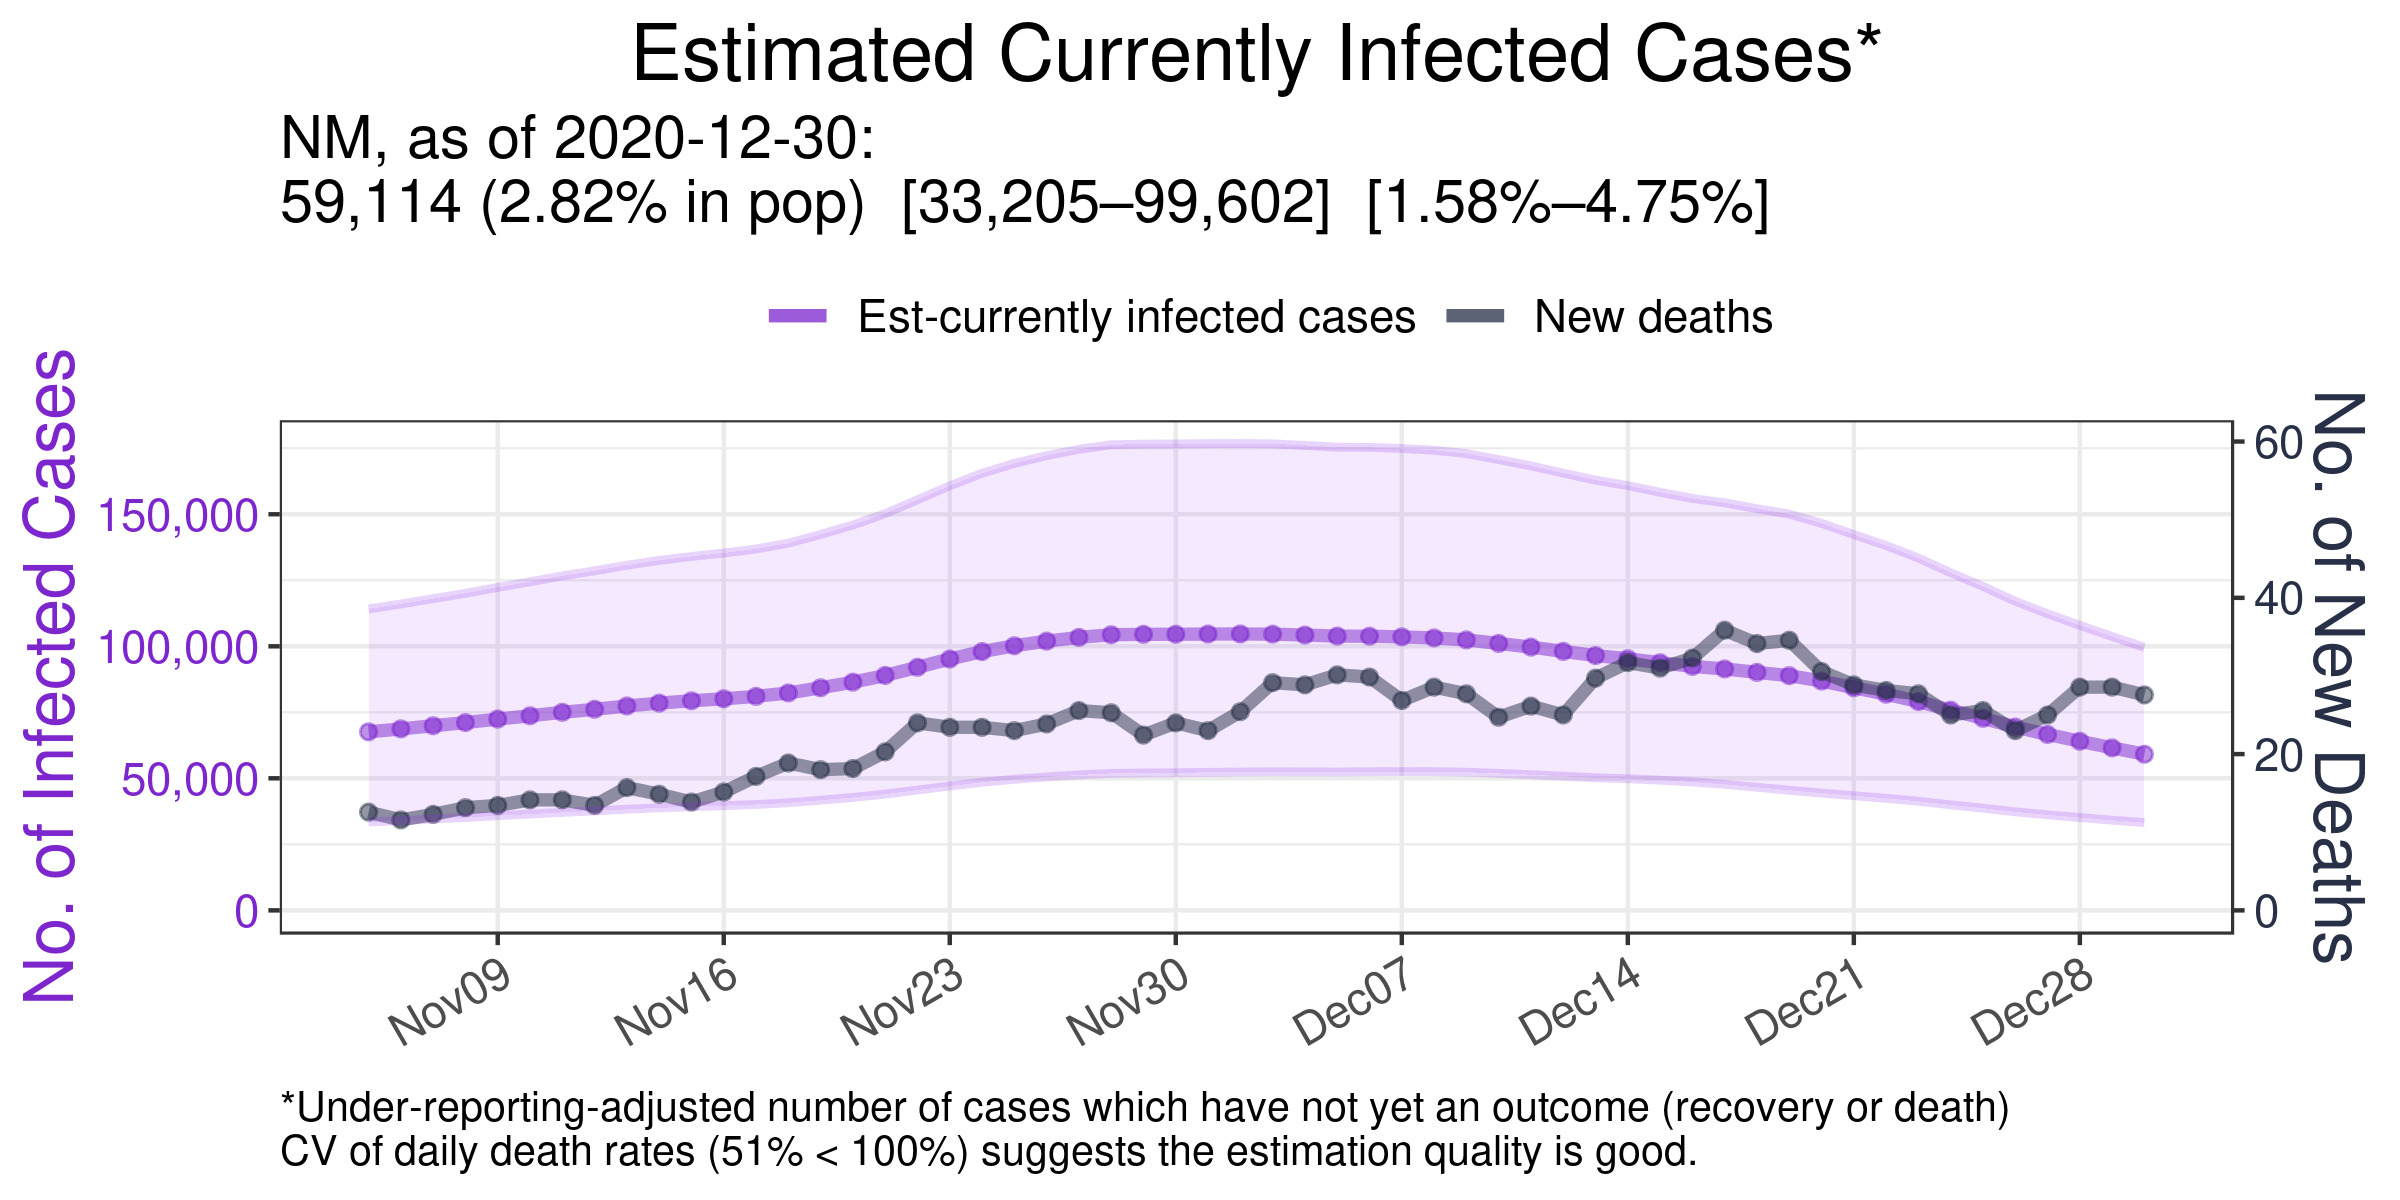 Estimated Currently Infected Cases*
NM, as of 2020-12-30:
59,114 (2.82% in pop)  [33,205–99,602]  [1.58%–4.75%]
Est-currently infected cases
New deaths
No. of Infected Cases
150,000
100,000
50,000
0
60
40
20
0
No. of New Deaths
Nov09
Nov16
Nov23
Nov30
Dec07
Dec14
Dec21
Dec28
*Under-reporting-adjusted number of cases which have not yet an outcome (recovery or death)
CV of daily death rates (51% < 100%) suggests the estimation quality is good.